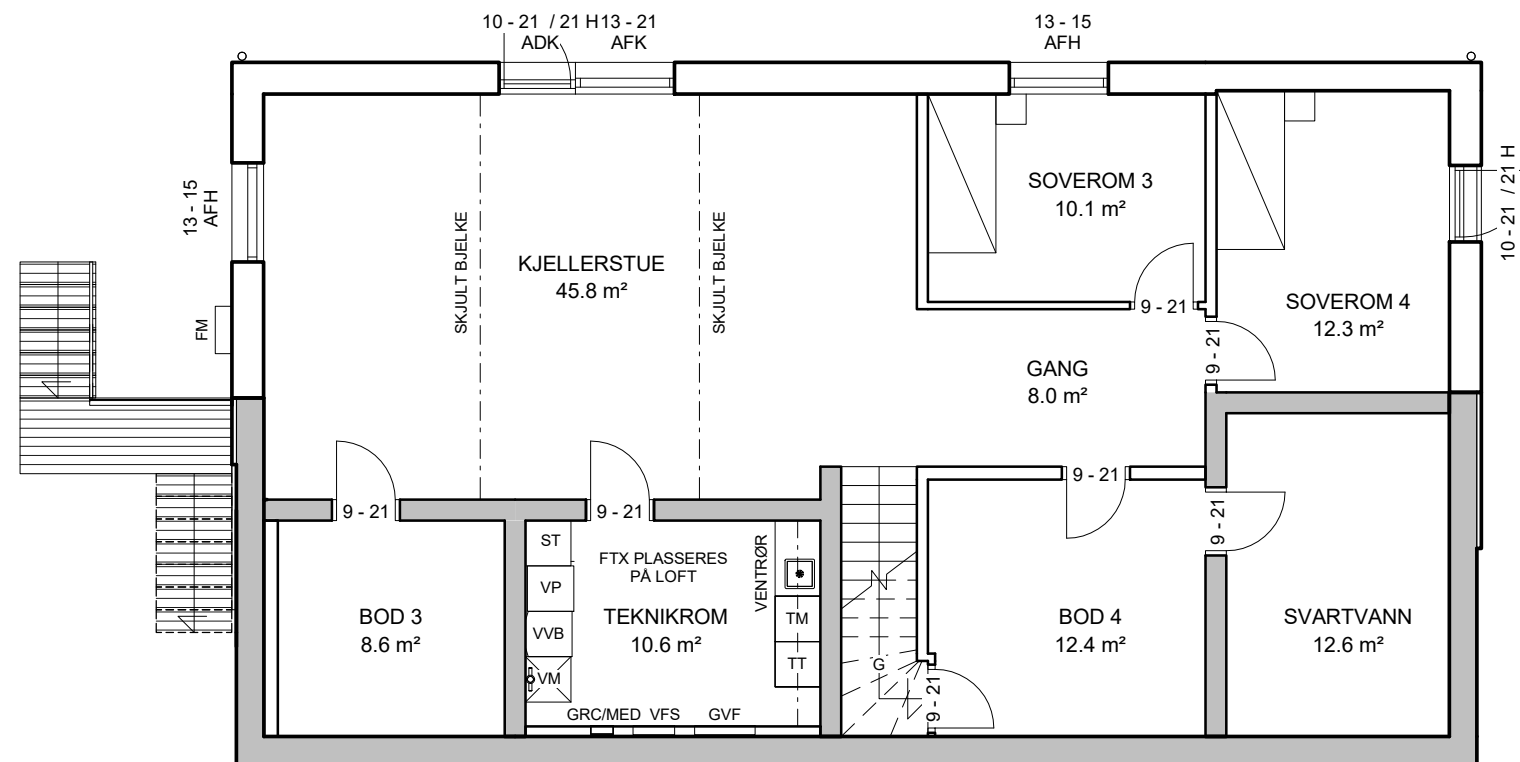 10 - 21 / 21 H
ADK
13 - 21
AFK
13 - 15
AFH
13 - 15
AFH
10 - 21 / 21 H
SKJULT BJELKE
KJELLERSTUE
45.8 m²
SKJULT BJELKE
SOVEROM 3
10.1 m²
9 - 21
SOVEROM 4
12.3 m²
9 - 21
FM
GANG
8.0 m²
9 - 21
9 - 21
9 - 21
9 - 21
BOD 3
8.6 m²
ST
VP
VVB
VM
FTX PLASSERES
PÅ LOFT
TEKNIKROM
10.6 m²
VENTRØR
TM
TT
GRC/MED
VFS
GVF
G
9 - 21
BOD 4
12.4 m²
SVARTVANN
12.6 m²